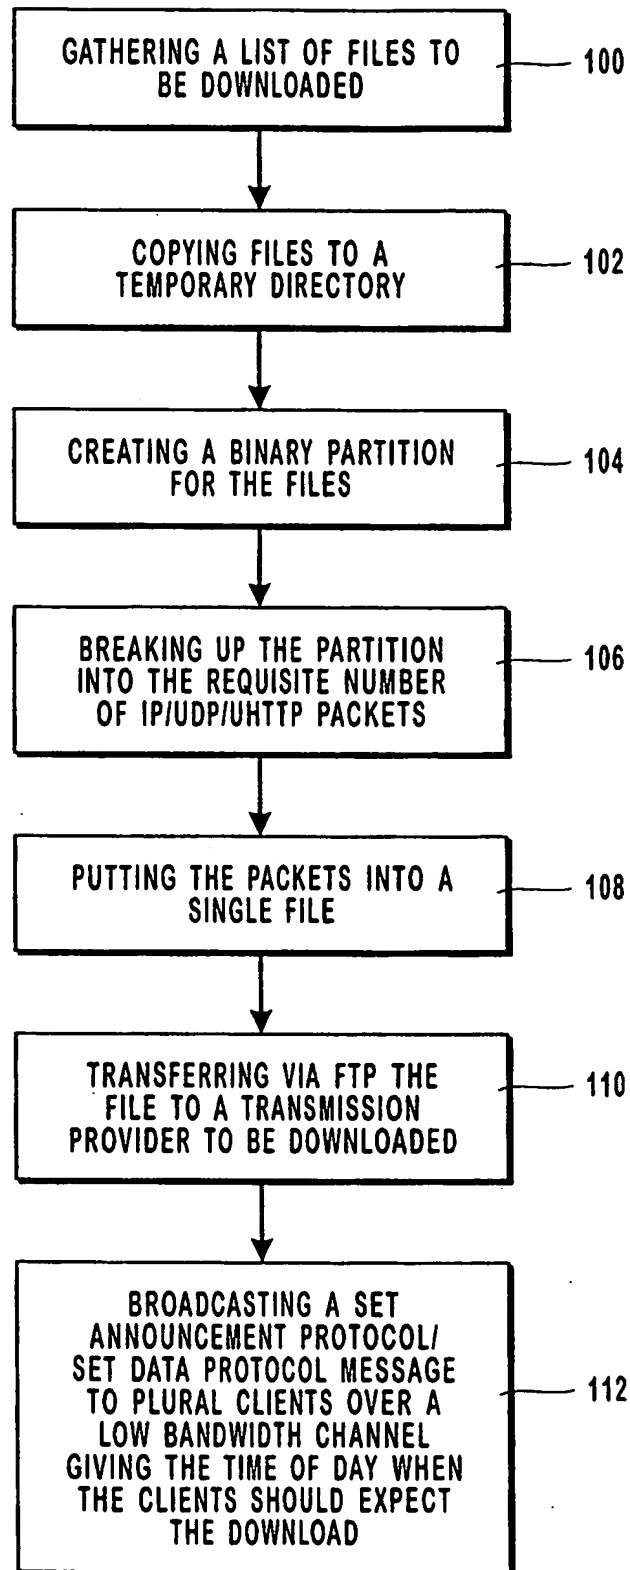 GATHERING A LIST OF FILES TO
BE DOWNLOADED
100
COPYING FILES TO A
TEMPORARY DIRECTORY
102
CREATING A BINARY PARTITION
FOR THE FILES
104
BREAKING UP THE PARTITION
INTO THE REQUISITE NUMBER
OF IP/UDP/UHTTP PACKETS
106
PUTTING THE PACKETS INTO A
SINGLE FILE
108
TRANSFERRING VIA FTP THE
FILE TO A TRANSMISSION
PROVIDER TO BE DOWNLOADED
110
BROADCASTING A SET
ANNOUNCEMENT PROTOCOL/
SET DATA PROTOCOL MESSAGE
TO PLURAL CLIENTS OVER A
LOW BANDWIDTH CHANNEL
GIVING THE TIME OF DAY WHEN
THE CLIENTS SHOULD EXPECT
THE DOWNLOAD
112